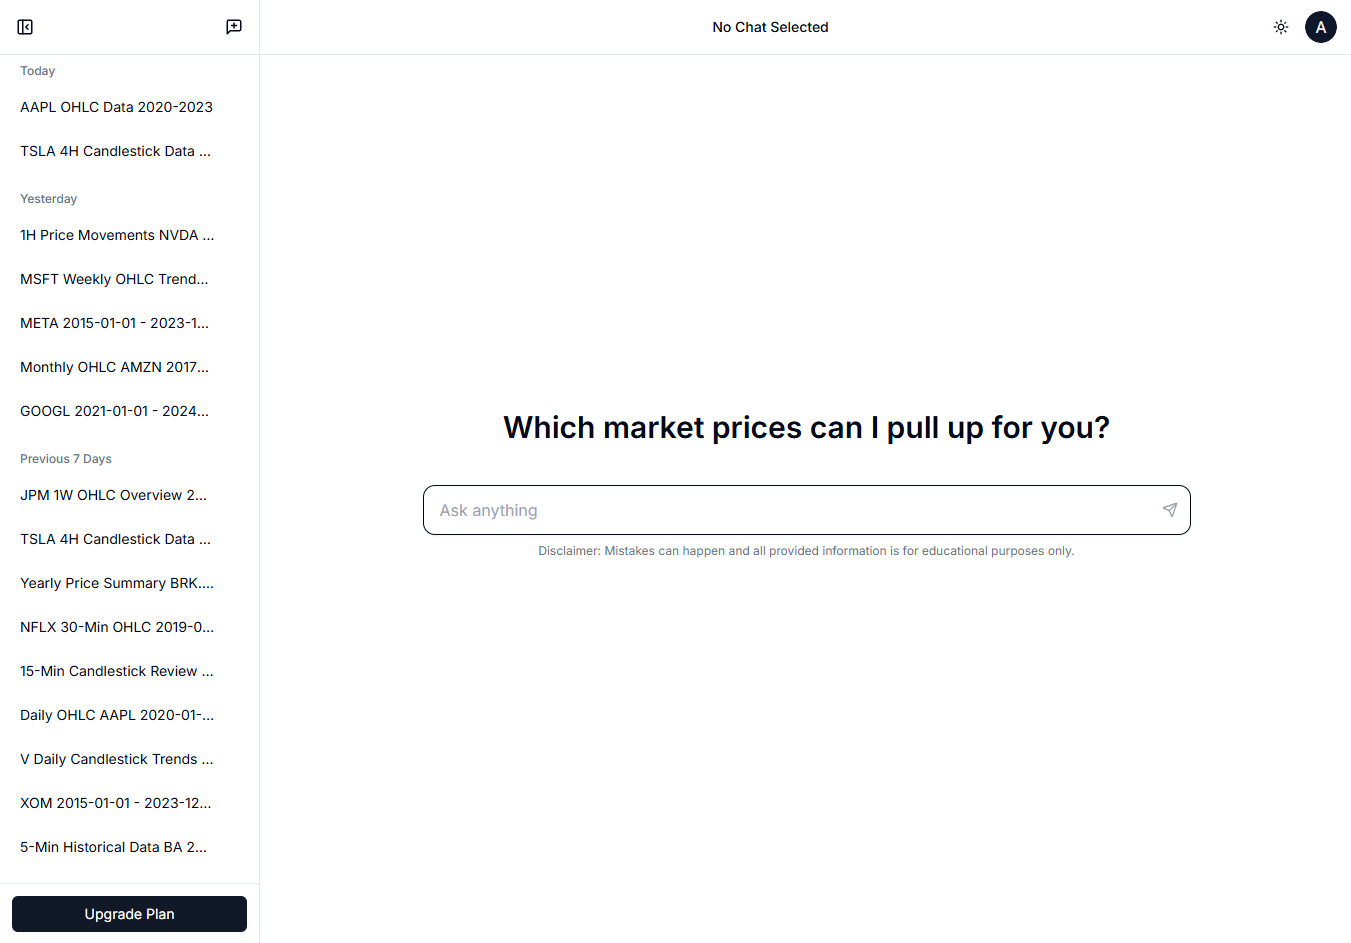 No Chat Selected
A
Today
AAPL OHLC Data 2020-2023
TSLA 4H Candlestick Data ...
Yesterday
1H Price Movements NVDA ...
MSFT Weekly OHLC Trend...
META 2015-01-01 - 2023-1...
Monthly OHLC AMZN 2017...
GOOGL 2021-01-01 - 2024...
Previous 7 Days
JPM 1W OHLC Overview 2...
TSLA 4H Candlestick Data ...
Yearly Price Summary BRK....
NFLX 30-Min OHLC 2019-0...
15-Min Candlestick Review ...
Daily OHLC AAPL 2020-01-...
V Daily Candlestick Trends ...
XOM 2015-01-01 - 2023-12...
5-Min Historical Data BA 2...
Upgrade Plan
Which market prices can I pull up for you?
Ask anything
Disclaimer: Mistakes can happen and all provided information is for educational purposes only.